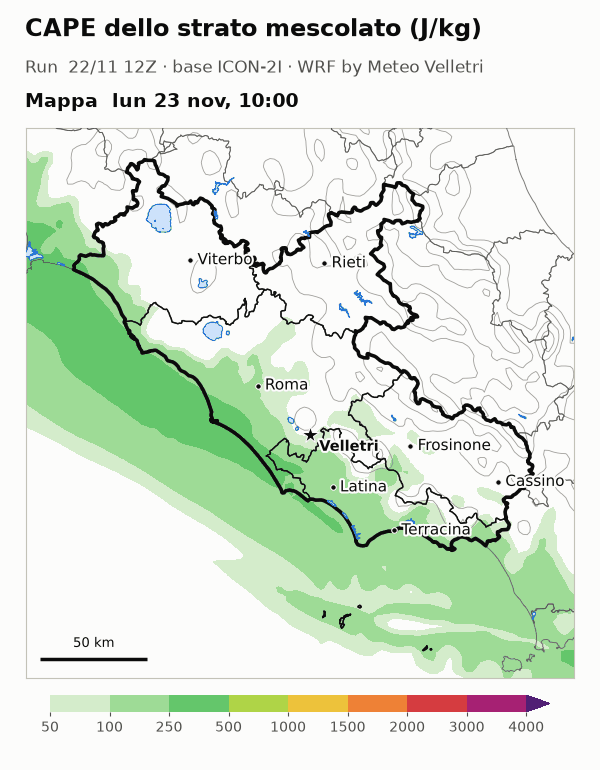 CAPE dello strato mescolato (J/kg)
Run  22/11 12Z · base ICON-2I · WRF by Meteo Velletri
Mappa  lun 23 nov, 10:00
Viterbo
Rieti
Roma
Velletri
Frosinone
Latina
Cassino
Terracina
50 km
50 100 250 500 1000 1500 2000 3000 4000